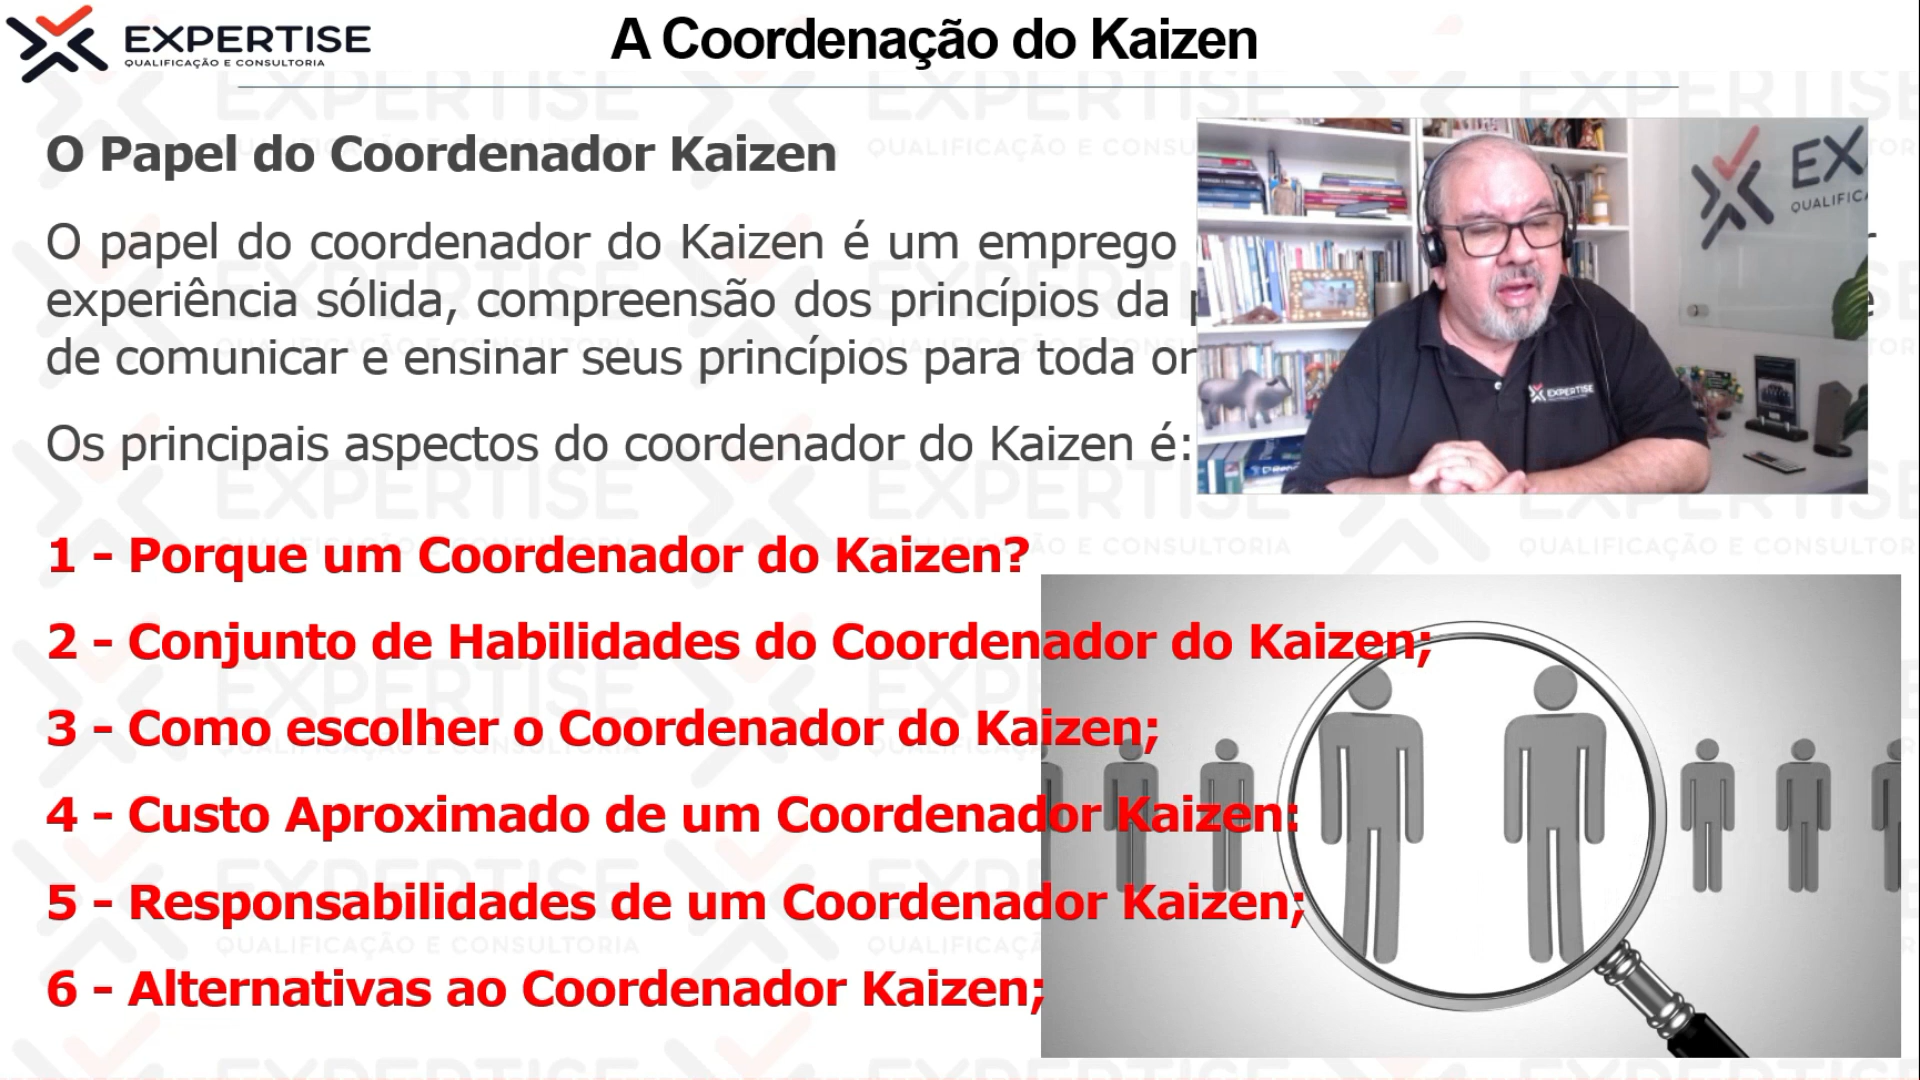 EXPERTISE
QUALIFICAÇÃO E CONSULTORIA
A Coordenação do Kaizen
O Papel do Coordenador Kaizen
O papel do coordenador do Kaizen é um emprego
experiência sólida, compreensão dos princípios da
de comunicar e ensinar seus princípios para toda
Os principais aspectos do coordenador do Kaizen é:
EX
QUALIFIC
EXPERTISE
1 - Porque um Coordenador do Kaizen?
2 - Conjunto de Habilidades do Coordenador do Kaizen;
3 - Como escolher o Coordenador do Kaizen;
4 - Custo Aproximado de um Coordenador Kaizen:
5 - Responsabilidades de um Coordenador Kaizen;
6 - Alternativas ao Coordenador Kaizen;